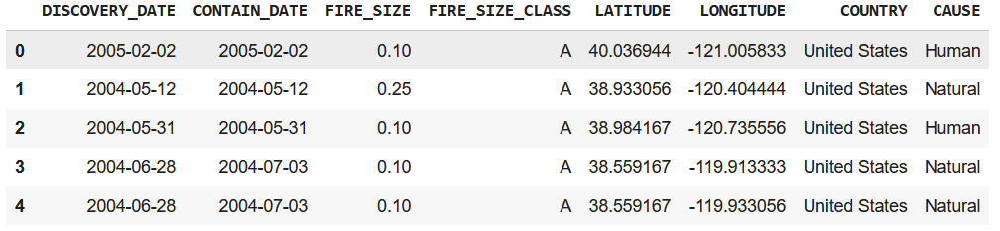 DISCOVERY_DATE CONTAIN_DATE FIRE_SIZE FIRE_SIZE_CLASS LATITUDE LONGITUDE COUNTRY CAUSE
0 2005-02-02 2005-02-02 0.10 A 40.036944 -121.005833 United States Human
1 2004-05-12 2004-05-12 0.25 A 38.933056 -120.404444 United States Natural
2 2004-05-31 2004-05-31 0.10 A 38.984167 -120.735556 United States Human
3 2004-06-28 2004-07-03 0.10 A 38.559167 -119.913333 United States Natural
4 2004-06-28 2004-07-03 0.10 A 38.559167 -119.933056 United States Natural